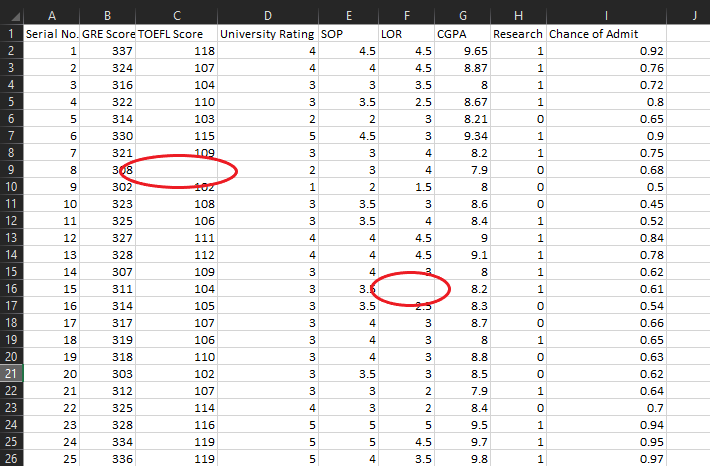 A B C D E F G H I J
1 Serial No. GRE Score TOEFL Score University Rating SOP LOR CGPA Research Chance of Admit
2 1 337 118 4 4.5 4.5 9.65 1 0.92
3 2 324 107 4 4 4.5 8.87 1 0.76
4 3 316 104 3 3 3.5 8 1 0.72
5 4 322 110 3 3.5 2.5 8.67 1 0.8
6 5 314 103 2 2 3 8.21 0 0.65
7 6 330 115 5 4.5 3 9.34 1 0.9
8 7 321 109 3 3 4 8.2 1 0.75
9 8 308 2 3 4 7.9 0 0.68
10 9 302 102 1 2 1.5 8 0 0.5
11 10 323 108 3 3.5 3 8.6 0 0.45
12 11 325 106 3 3.5 4 8.4 1 0.52
13 12 327 111 4 4 4.5 9 1 0.84
14 13 328 112 4 4 4.5 9.1 1 0.78
15 14 307 109 3 4 3 8 1 0.62
16 15 311 104 3 3.5 8.2 1 0.61
17 16 314 105 3 3.5 2.5 8.3 0 0.54
18 17 317 107 3 4 3 8.7 0 0.66
19 18 319 106 3 4 3 8 1 0.65
20 19 318 110 3 4 3 8.8 0 0.63
21 20 303 102 3 3.5 3 8.5 0 0.62
22 21 312 107 3 3 2 7.9 1 0.64
23 22 325 114 4 3 2 8.4 0 0.7
24 23 328 116 5 5 5 9.5 1 0.94
25 24 334 119 5 5 4.5 9.7 1 0.95
26 25 336 119 5 4 3.5 9.8 1 0.97